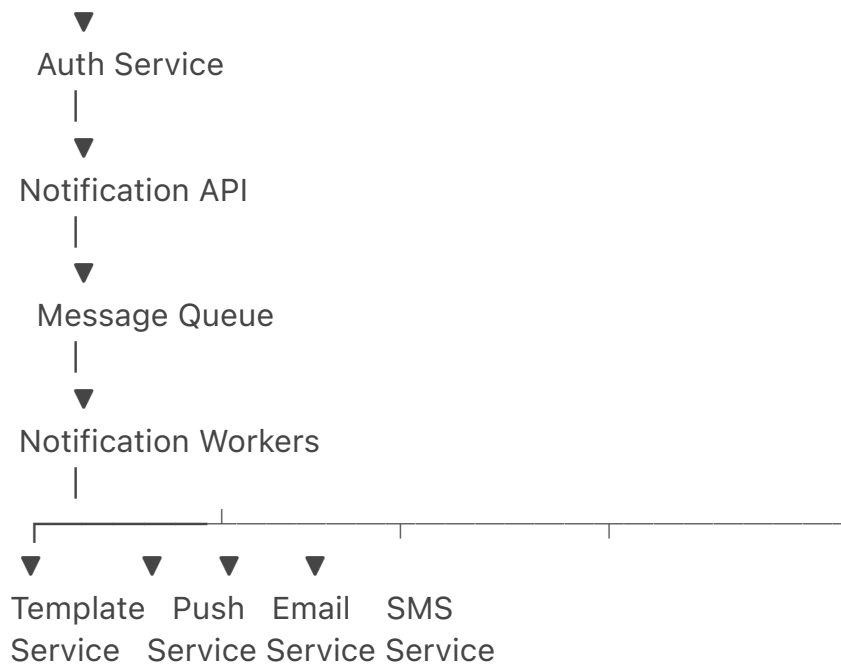 Auth Service
Notification API
Message Queue
Notification Workers
Template Push Email SMS
Service Service Service Service